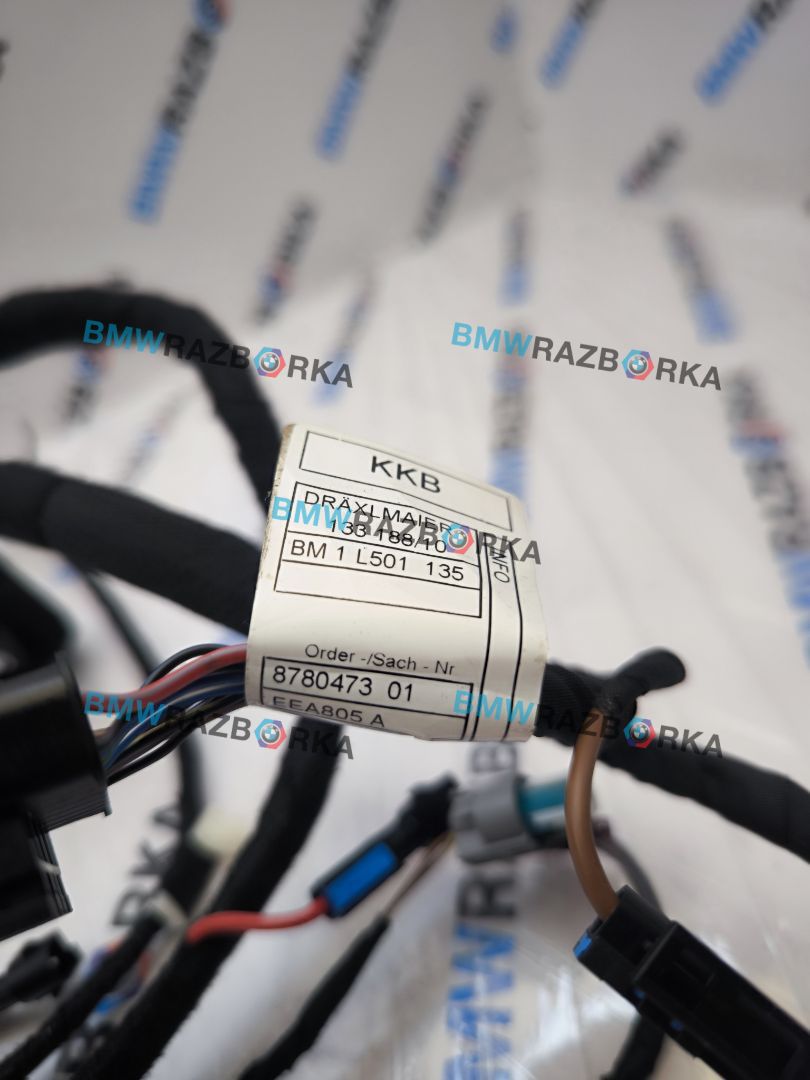 BMWRAZBORKA
BMWRAZBORKA
KKB
DRÄXLMAIER
133 188/10
BM 1 L501 135
INFO
BMWRAZBORKA
Order -/Sach - Nr
8780473 01
EEA805 A
BMWRAZBORKA
BMWRAZBORKA